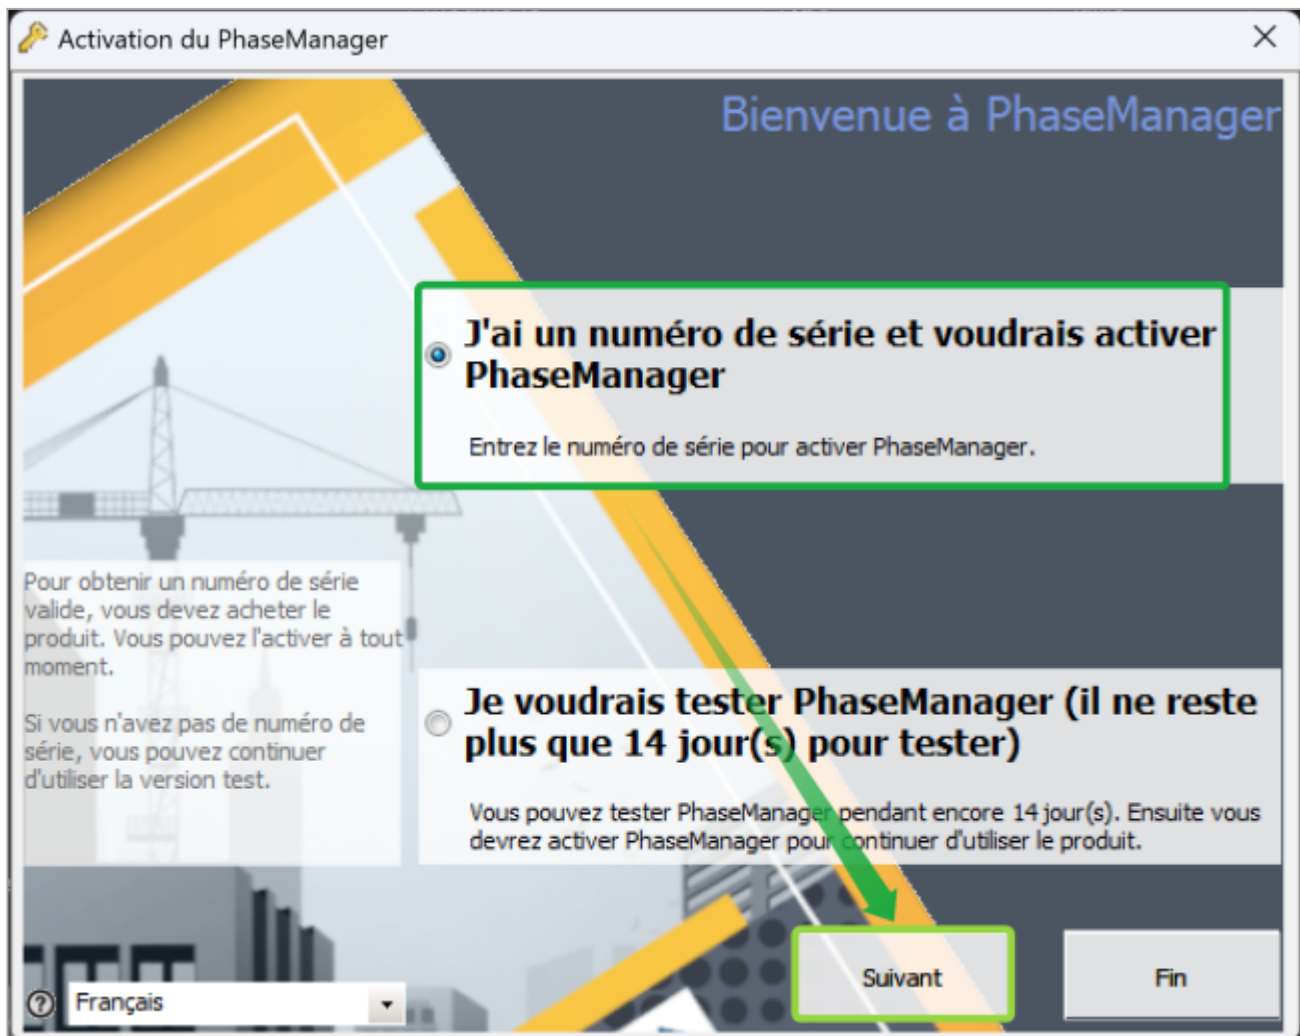 Activation du PhaseManager
Bienvenue à PhaseManager
J'ai un numéro de série et voudrais activer
PhaseManager
Entrez le numéro de série pour activer PhaseManager.
Pour obtenir un numéro de série
valide, vous devez acheter le
produit. Vous pouvez l'activer à tout
moment.
Si vous n'avez pas de numéro de
série, vous pouvez continuer
d'utiliser la version test.
Je voudrais tester PhaseManager (il ne reste
plus que 14 jour(s) pour tester)
Vous pouvez tester PhaseManager pendant encore 14 jour(s). Ensuite vous
devrez activer PhaseManager pour continuer d'utiliser le produit.
Français
Suivant
Fin